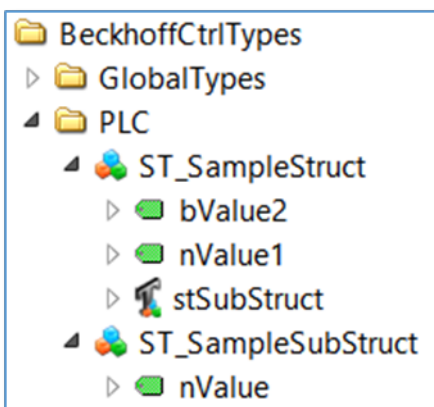 BeckhoffCtrlTypes
GlobalTypes
PLC
ST_SampleStruct
bValue2
nValue1
stSubStruct
ST_SampleSubStruct
nValue